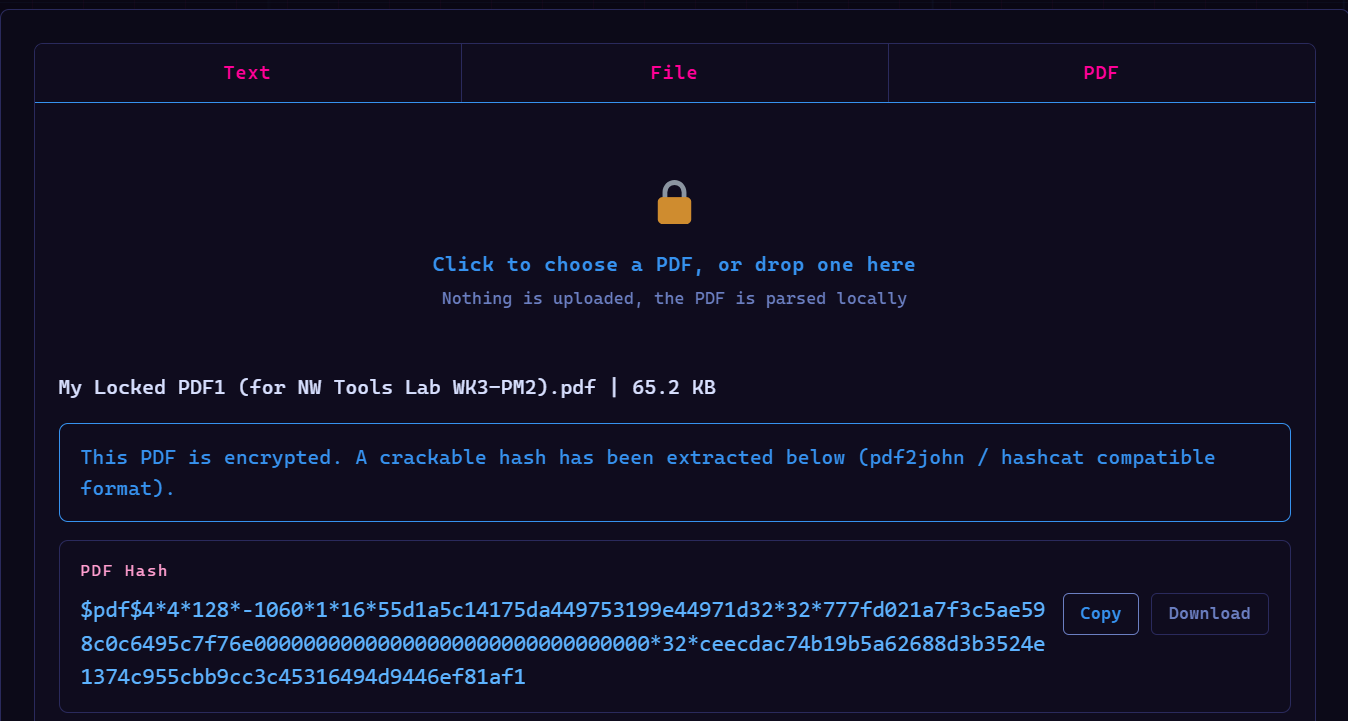 Text
File
PDF
Click to choose a PDF, or drop one here
Nothing is uploaded, the PDF is parsed locally
My Locked PDF1 (for NW Tools Lab WK3-PM2).pdf | 65.2 KB
This PDF is encrypted. A crackable hash has been extracted below (pdf2john / hashcat compatible
format).
PDF Hash
$pdf$4*4*128*-1060*1*16*55d1a5c14175da449753199e44971d32*32*777fd021a7f3c5ae59
8c0c6495c7f76e00000000000000000000000000000000*32*ceecdac74b19b5a62688d3b3524e
1374c955cbb9cc3c45316494d9446ef81af1
Copy
Download